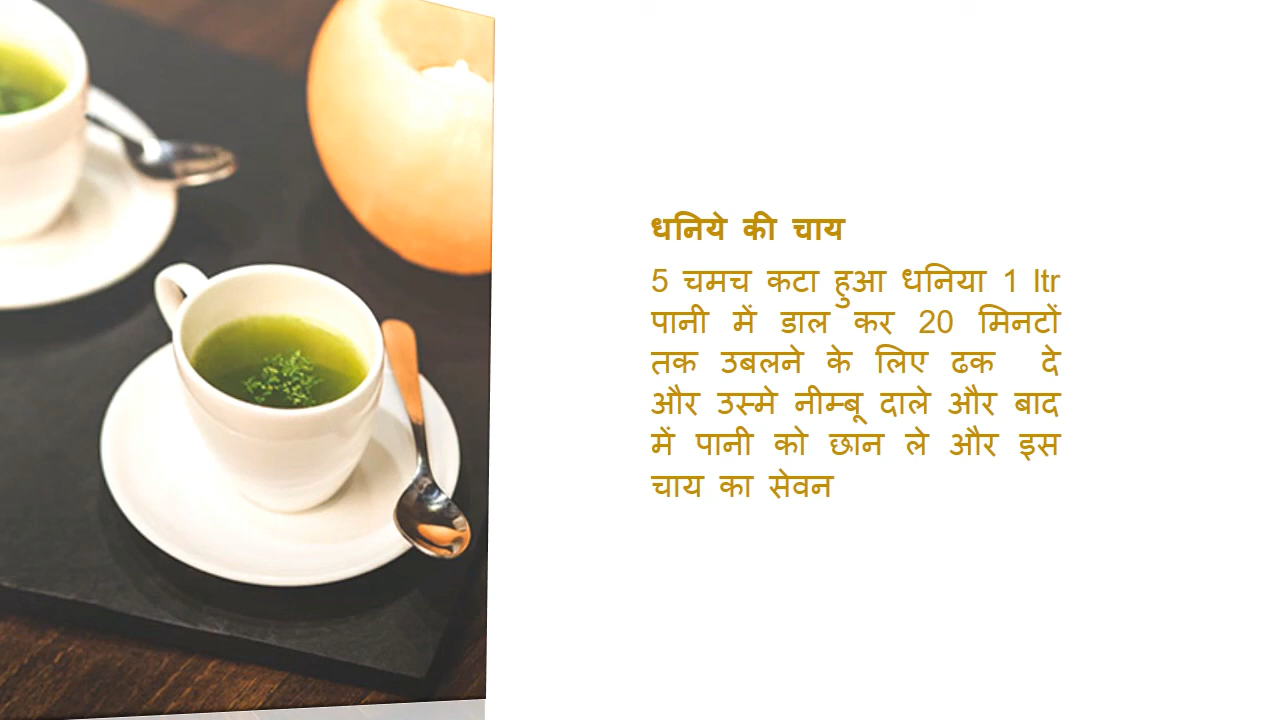 धनिये की चाय
5 चमच कटा हुआ धनिया 1 ltr
पानी में डाल कर 20 मिनटों
तक उबलने के लिए ढक दे
और उस्मे नीम्बू दाले और बाद
में पानी को छान ले और इस
चाय का सेवन